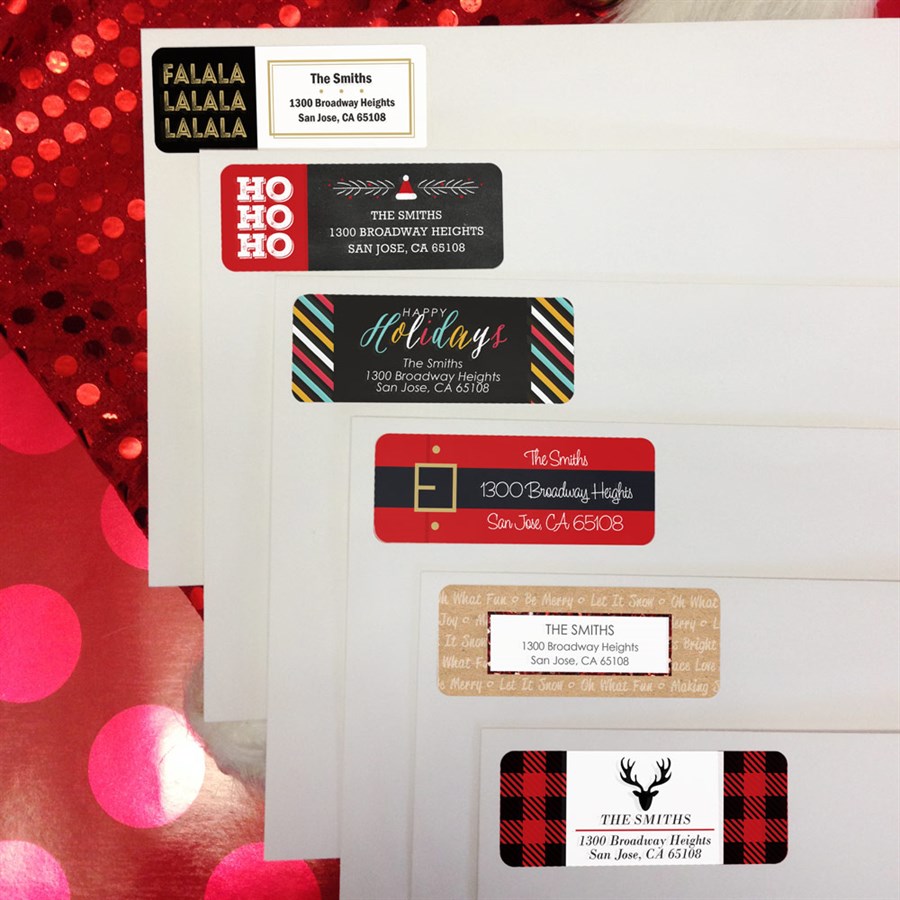 FALALA
LALALA
LALALA
The Smiths
1300 Broadway Heights
San Jose, CA 65108
HO
HO
HO
THE SMITHS
1300 BROADWAY HEIGHTS
SAN JOSE, CA 65108
HAPPY
Holidays
The Smiths
1300 Broadway Heights
San Jose, CA 65108
The Smiths
1300 Broadway Heights
San Jose, CA 65108
What Fun Be Merry Let It Snow Oh What
Joy
It Snow Bright
THE SMITHS
1300 Broadway Heights
San Jose, CA 65108
What Love
Merry Let It Snow Oh What Fun Making
THE SMITHS
1300 Broadway Heights
San Jose, CA 65108